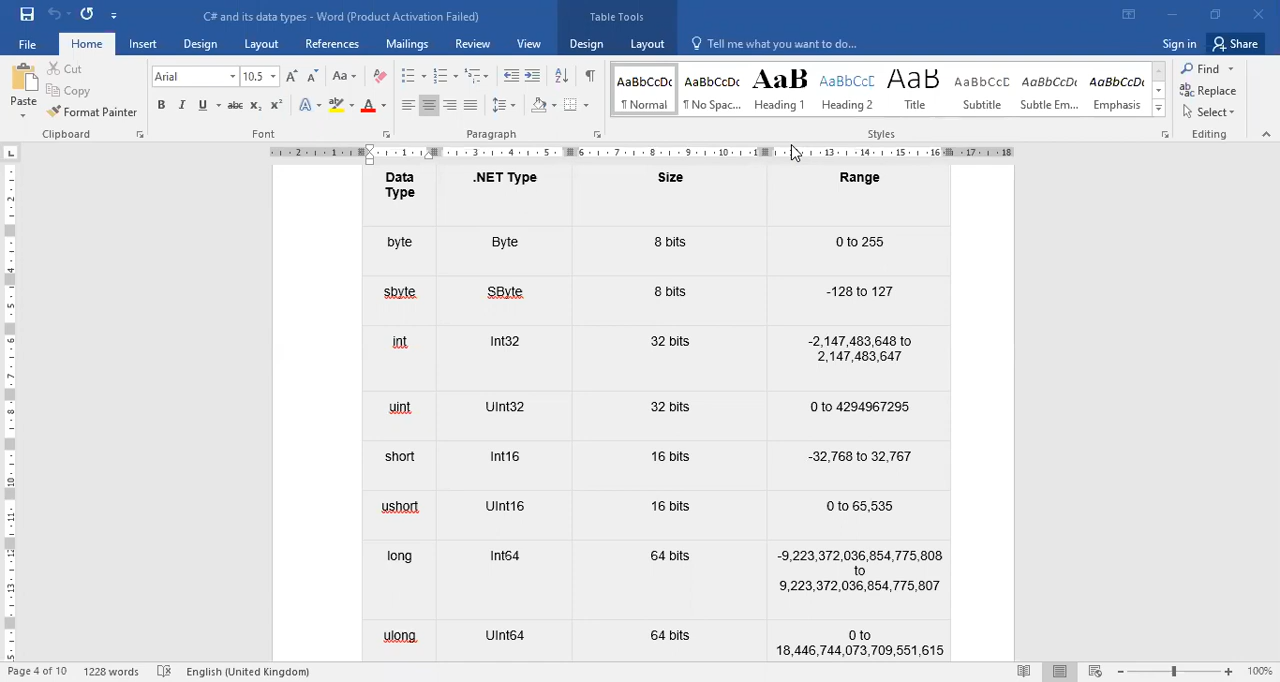 C# and its data types - Word (Product Activation Failed)
Table Tools
File
Home
Insert
Design
Layout
References
Mailings
Review
View
Design
Layout
Tell me what you want to do...
Sign in
Share
Paste
Cut
Copy
Format Painter
Clipboard
Arial
10.5
Font
Paragraph
AaBbCcDc
¶ Normal
AaBbCcDc
¶ No Spac...
AaB
Heading 1
AaBbCcD
Heading 2
AaB
Title
AaBbCcD
Subtitle
AaBbCcDt
Subtle Em...
AaBbCcDt
Emphasis
Styles
Find
Replace
Select
Editing
Data Type
.NET Type
Size
Range
byte
Byte
8 bits
0 to 255
sbyte
SByte
8 bits
-128 to 127
int
Int32
32 bits
-2,147,483,648 to
2,147,483,647
uint
UInt32
32 bits
0 to 4294967295
short
Int16
16 bits
-32,768 to 32,767
ushort
UInt16
16 bits
0 to 65,535
long
Int64
64 bits
-9,223,372,036,854,775,808
to
9,223,372,036,854,775,807
ulong
UInt64
64 bits
0 to
18,446,744,073,709,551,615
Page 4 of 10
1228 words
English (United Kingdom)
100%